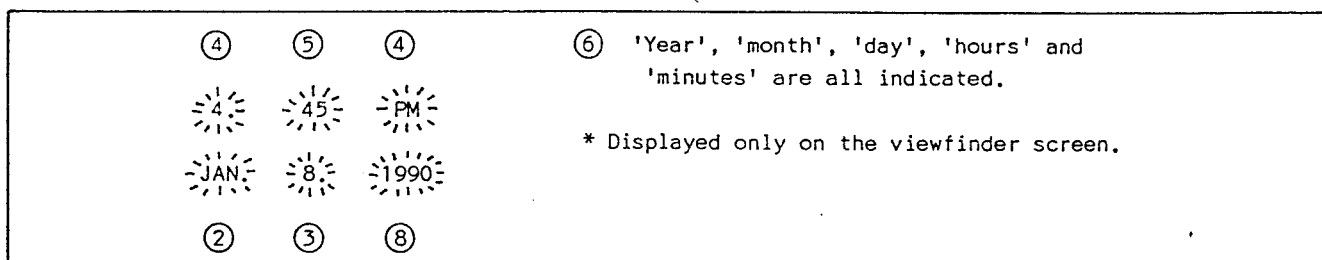 ④ ⑤ ④
4. 45 PM
JAN. 8. 1990
② ③ ⑧
⑥ 'Year', 'month', 'day', 'hours' and
'minutes' are all indicated.
* Displayed only on the viewfinder screen.